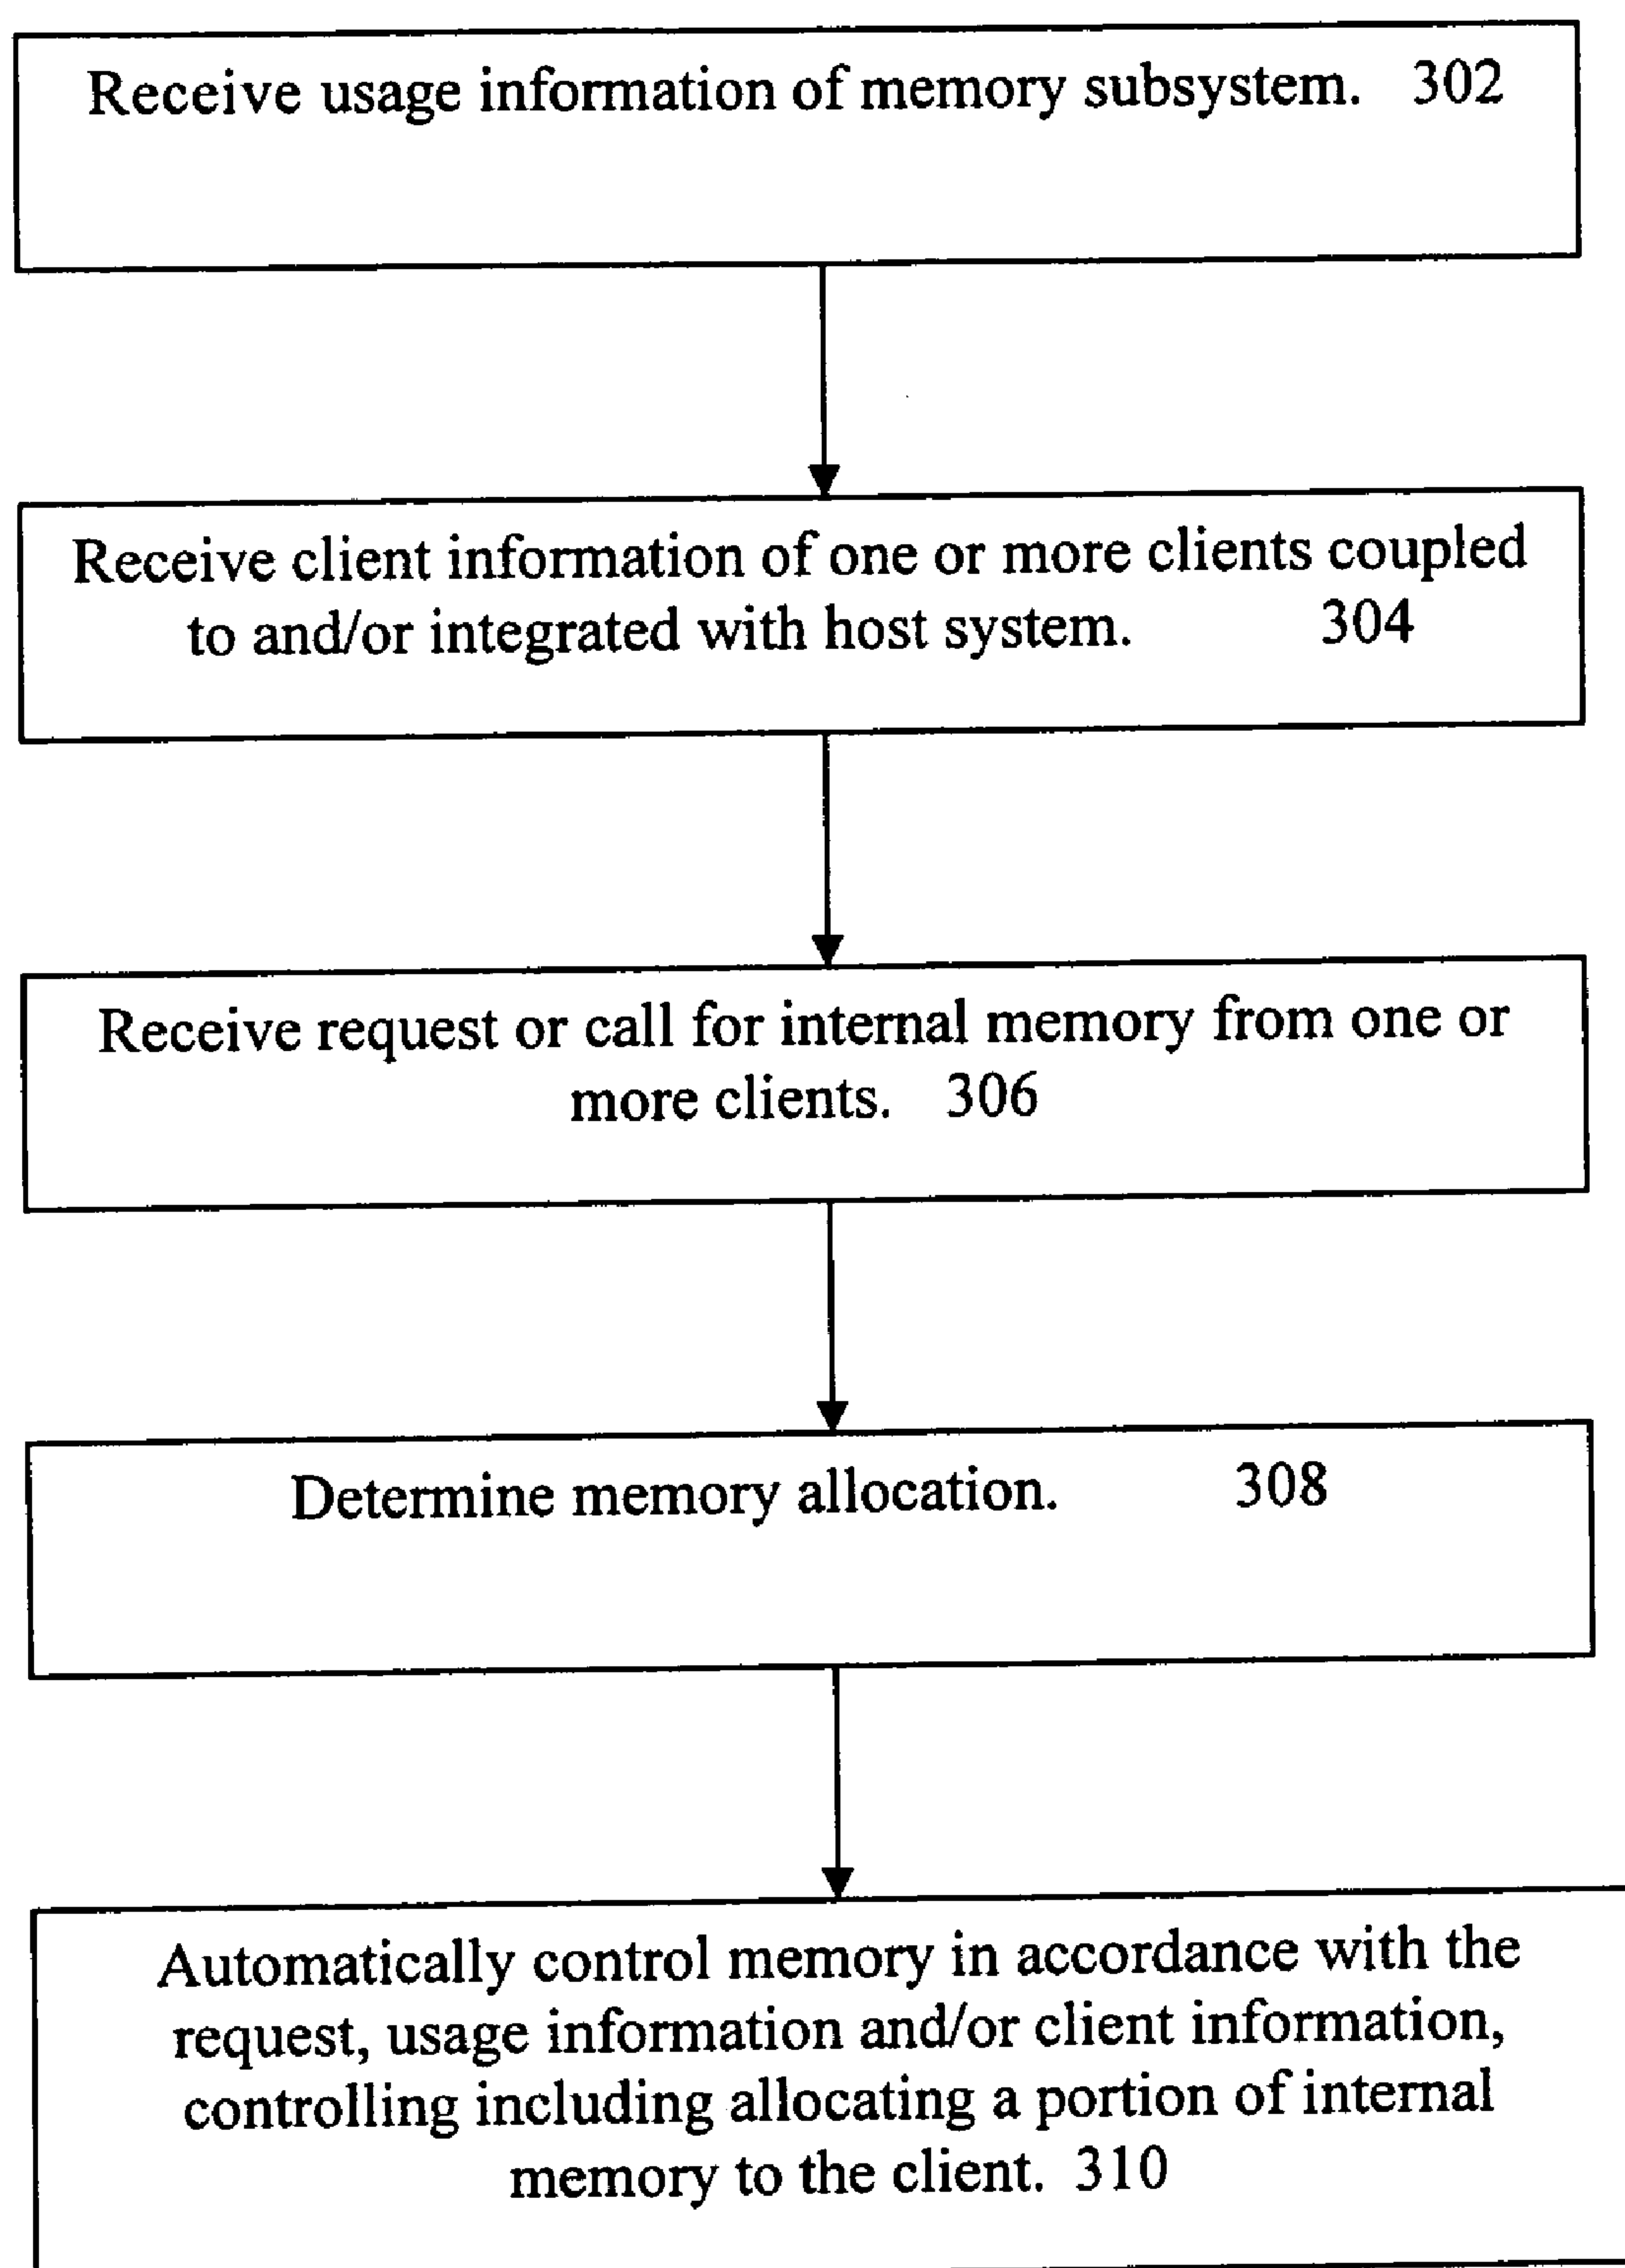 Receive usage information of memory subsystem. 302
Receive client information of one or more clients coupled
to and/or integrated with host system. 304
Receive request or call for internal memory from one or
more clients. 306
Determine memory allocation. 308
Automatically control memory in accordance with the
request, usage information and/or client information,
controlling including allocating a portion of internal
memory to the client. 310